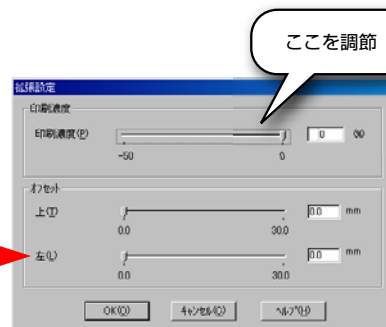 ここを調節
拡張設定
印刷濃度
印刷濃度(P)
0 (%)
-50 0
オフセット
上(T)
0.0 mm
0.0 30.0
左(L)
0.0 mm
0.0 30.0
OK(O) キャンセル(C) ヘルプ(H)